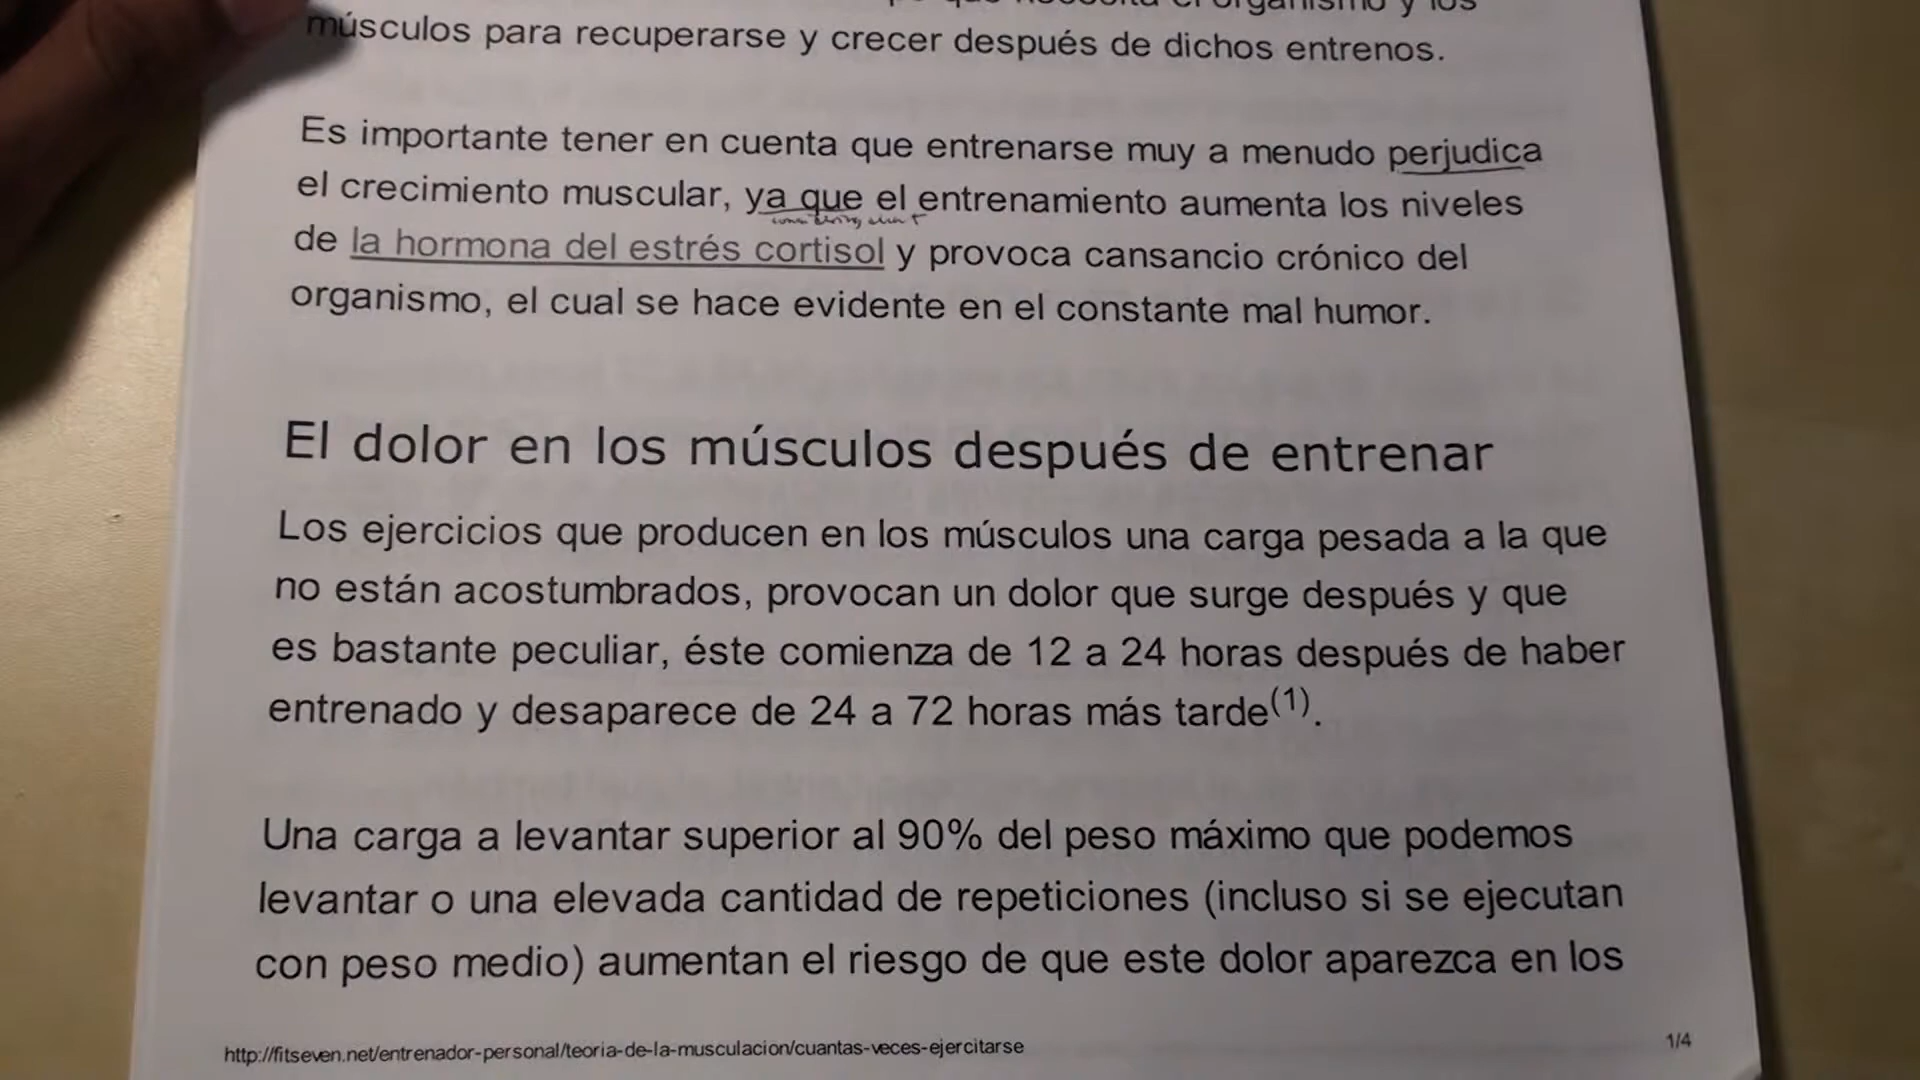 que necesita el organismo y los
músculos para recuperarse y crecer después de dichos entrenos.
Es importante tener en cuenta que entrenarse muy a menudo perjudica
el crecimiento muscular, ya que el entrenamiento aumenta los niveles
considering that
de la hormona del estrés cortisol y provoca cansancio crónico del
organismo, el cual se hace evidente en el constante mal humor.
El dolor en los músculos después de entrenar
Los ejercicios que producen en los músculos una carga pesada a la que
no están acostumbrados, provocan un dolor que surge después y que
es bastante peculiar, éste comienza de 12 a 24 horas después de haber
entrenado y desaparece de 24 a 72 horas más tarde(1).
Una carga a levantar superior al 90% del peso máximo que podemos
levantar o una elevada cantidad de repeticiones (incluso si se ejecutan
con peso medio) aumentan el riesgo de que este dolor aparezca en los
http://fitseven.net/entrenador-personal/teoria-de-la-musculacion/cuantas-veces-ejercitarse
1/4